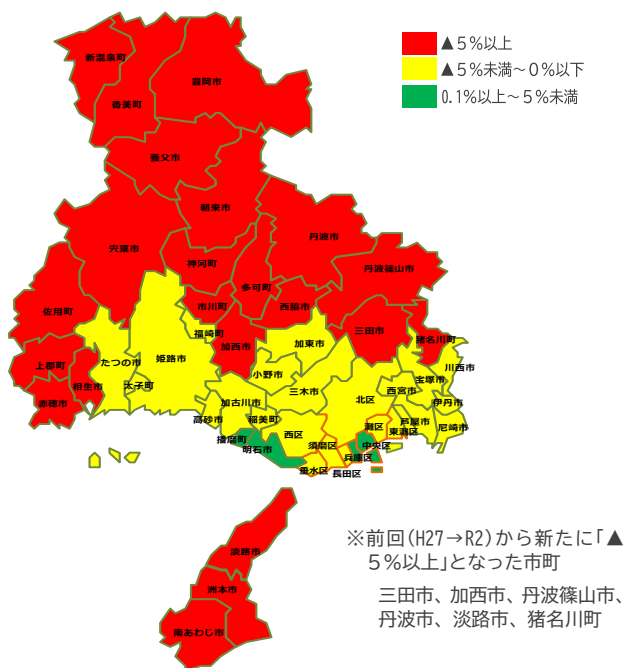 ▲５％以上
▲５％未満～０％以下
0.1％以上～５％未満
新温泉町
豊岡市
香美町
養父市
朝来市
宍粟市
丹波市
神河町
丹波篠山市
多可町
佐用町
市川町
西脇市
福崎町
三田市
猪名川町
加西市
加東市
上郡町
たつの市
姫路市
川西市
小野市
宝塚市
相生市
太子町
三木市
西宮市
赤穂市
加古川市
北区
伊丹市
高砂市
稲美町
灘区
芦屋市
尼崎市
播磨町
西区
東灘区
明石市
須磨区
中央区
兵庫区
垂水区
長田区
淡路市
洲本市
南あわじ市
※前回(H27→R2)から新たに「▲
５％以上」となった市町
三田市、加西市、丹波篠山市、
丹波市、淡路市、猪名川町